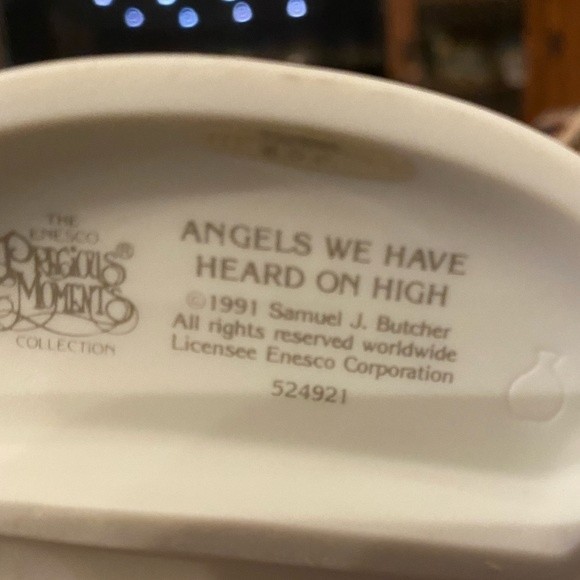 THE
ENESCO
PRECIOUS®
MOMENTS
COLLECTION
ANGELS WE HAVE
HEARD ON HIGH
©1991 Samuel J. Butcher
All rights reserved worldwide
Licensee Enesco Corporation
524921